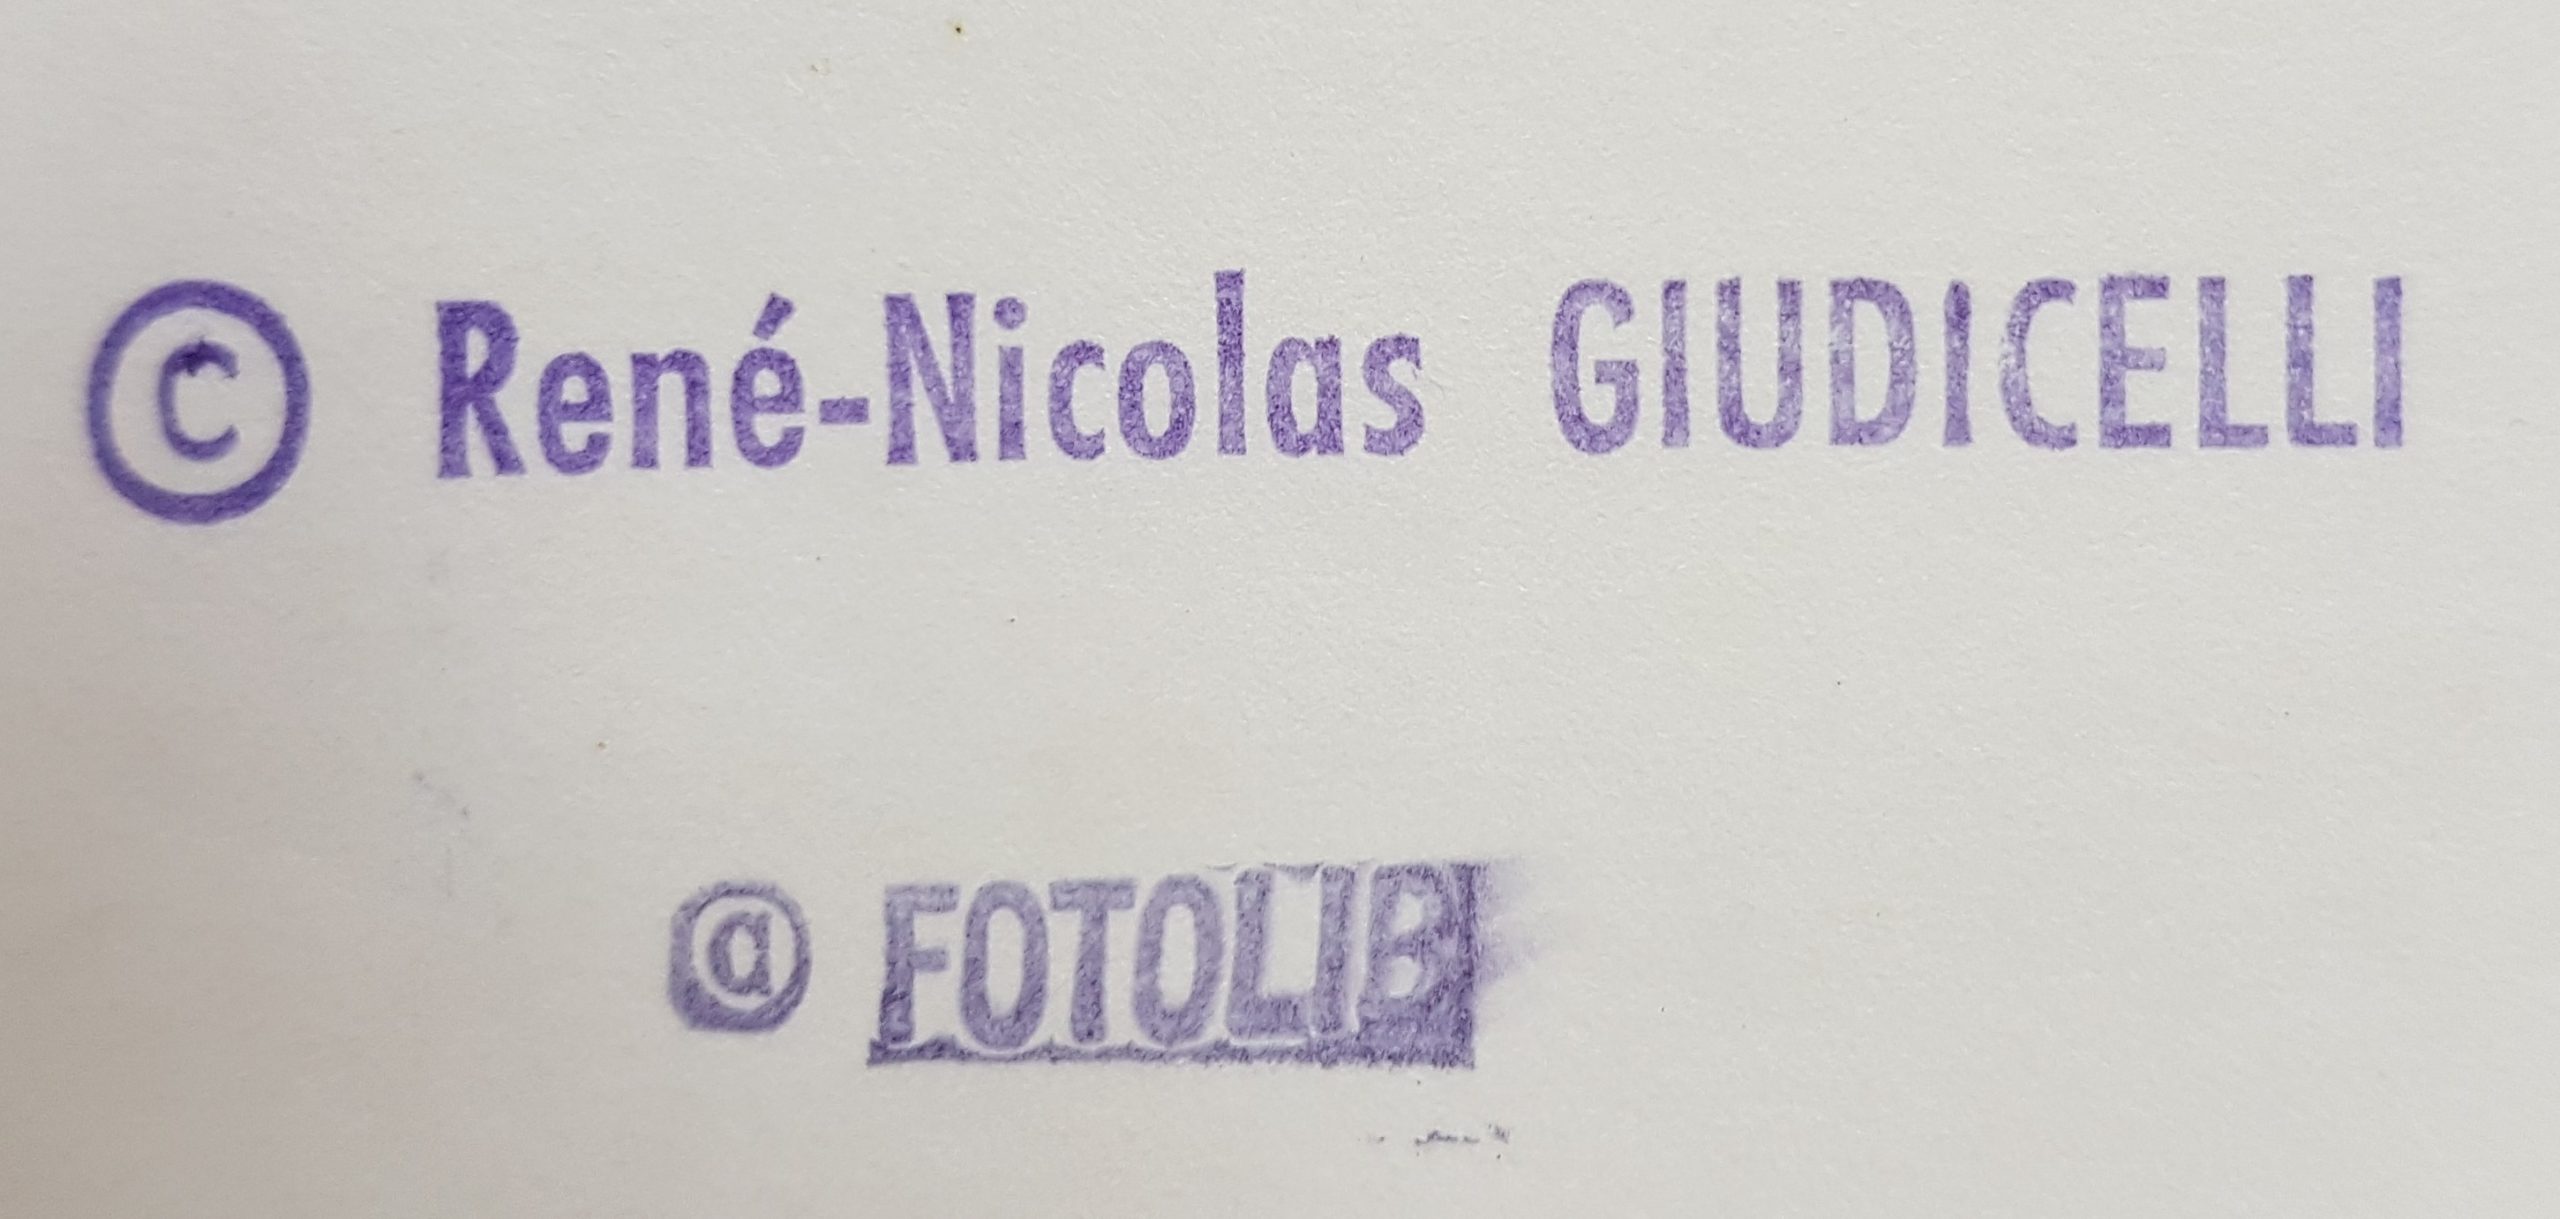 © René-Nicolas GIUDICELLI
ⓐ FOTOLIB